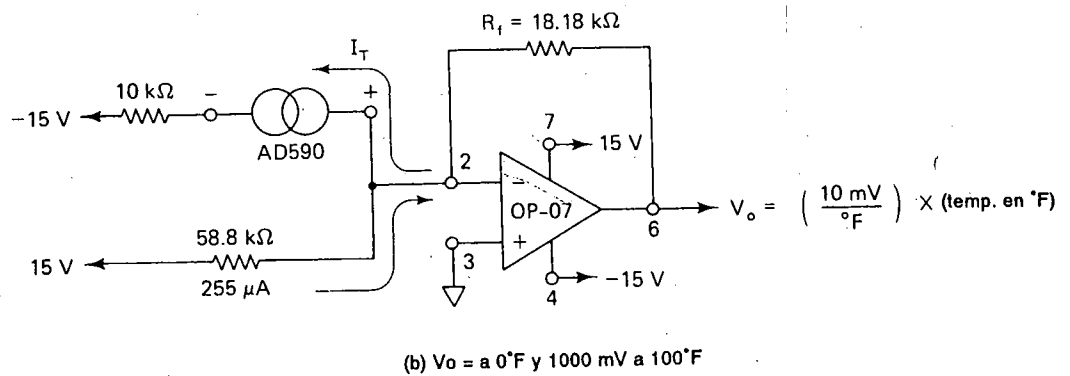 R_f = 18.18 kΩ
I_T
10 kΩ
− +
−15 V
AD590
7
15 V
2
−
OP-07
+
3
6
V_o = ( 10 mV / °F ) × (temp. en °F)
4
−15 V
58.8 kΩ
15 V
255 μA
(b) Vo = a 0°F y 1000 mV a 100°F